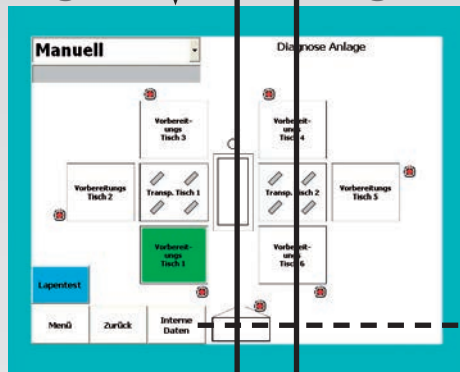 Manuell
Diagnose Anlage
Vorbereit-
ungs
Tisch 3
Vorbereit-
ungs
Tisch 4
Vorbereitungs
Tisch 2
Transp. Tisch 1
Transp. Tisch 2
Vorbereitungs
Tisch 5
Vorbereit-
ungs
Tisch 1
Vorbereit-
ungs
Tisch 6
Lapentest
Menü
Zurück
Interne
Daten